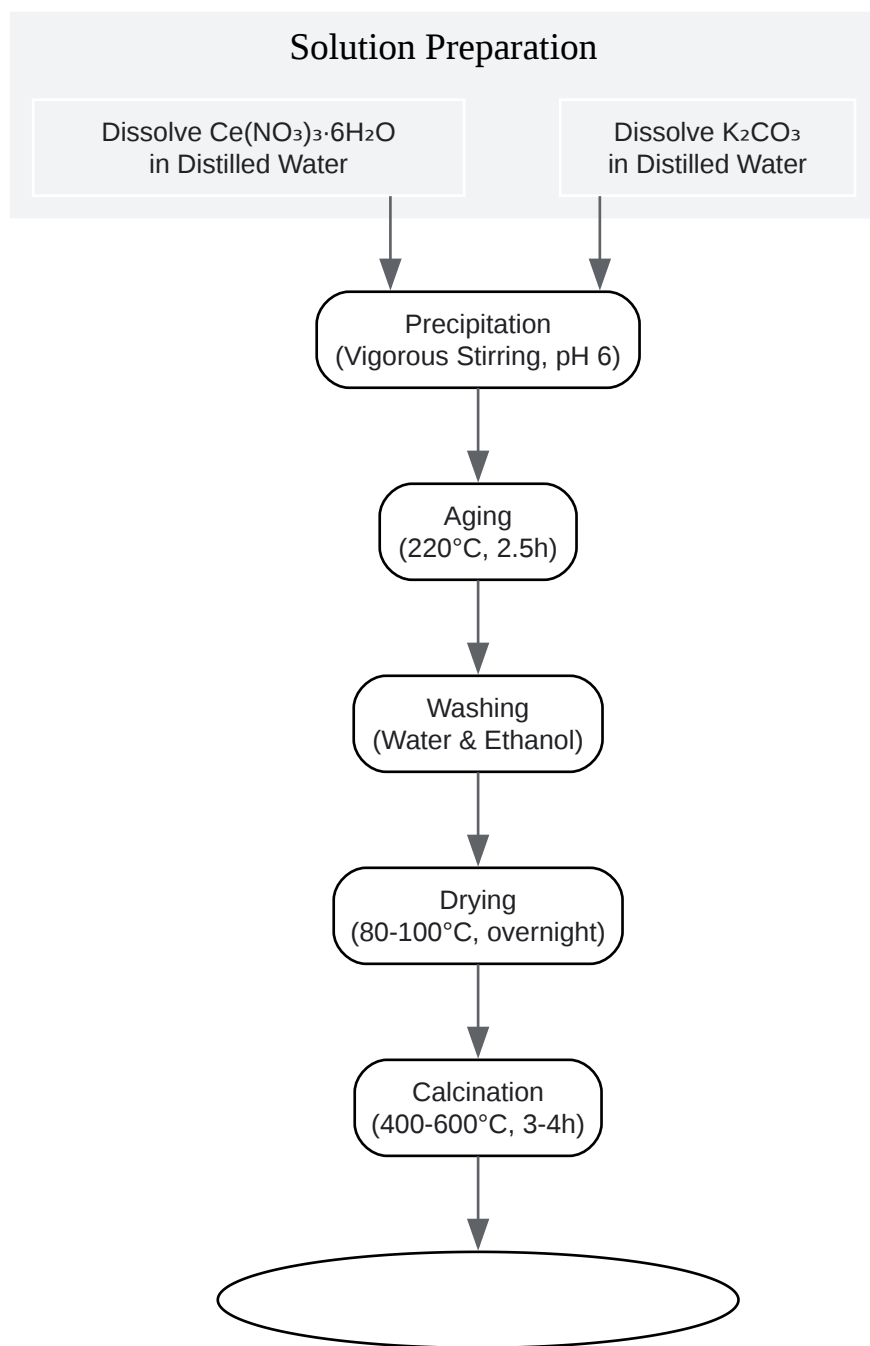 Solution Preparation
Dissolve Ce(NO₃)₃·6H₂O
in Distilled Water
Dissolve K₂CO₃
in Distilled Water
Precipitation
(Vigorous Stirring, pH 6)
Aging
(220°C, 2.5h)
Washing
(Water & Ethanol)
Drying
(80-100°C, overnight)
Calcination
(400-600°C, 3-4h)